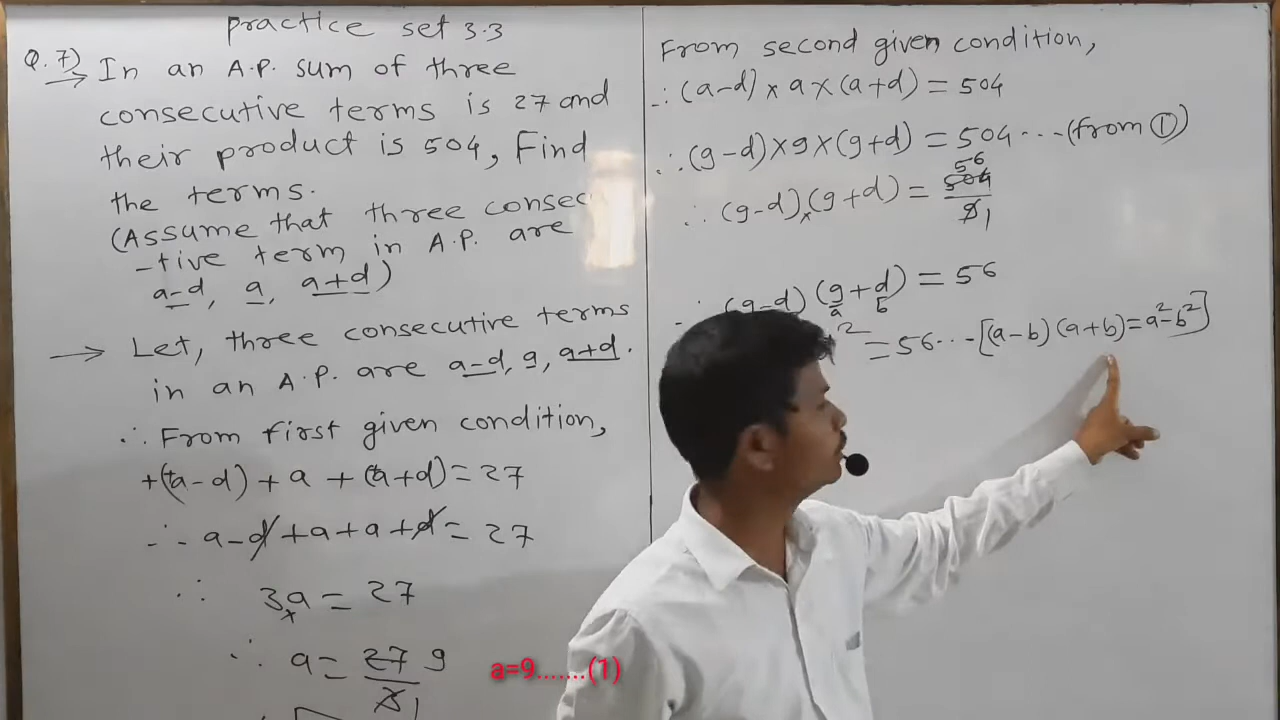 practice set 3.3
Q.7) In an A.P. sum of three
consecutive terms is 27 and
their product is 504, Find
the terms.
(Assume that three consec
-tive term in A.P. are
a-d, a, a+d)
→ Let, three consecutive terms
in an A.P. are a-d, a, a+d.
∴ From first given condition,
+(a-d) + a + (a+d) = 27
∴ a-d+a+a+d = 27
∴ 3a = 27
∴ a = 27 9
3 1
a=9.......(1)
From second given condition,
∴ (a-d) × a × (a+d) = 504
∴ (9-d) × 9 × (9+d) = 504 ... (from ①)
56
∴ (9-d) × (9+d) = 504
9 1
∴ (9-d) (9+d) = 56
a b
² = 56 ... [(a-b) (a+b) = a²-b²]